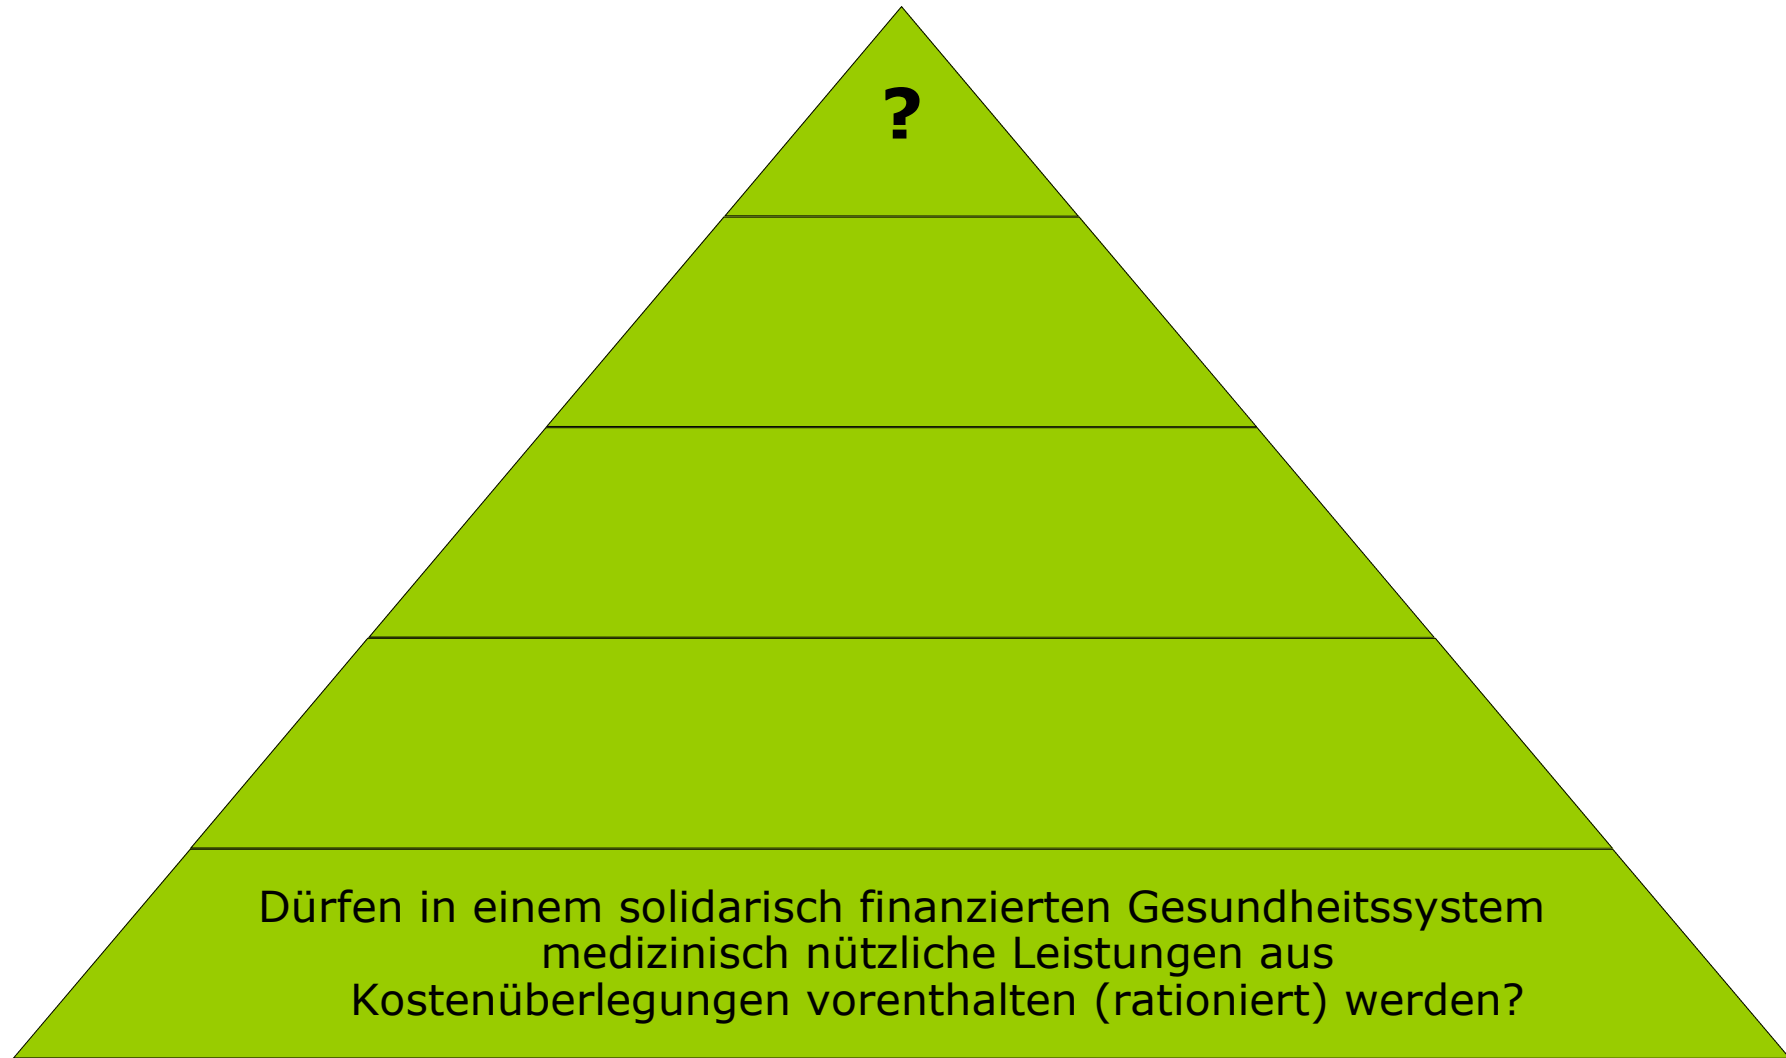 ?
Dürfen in einem solidarisch finanzierten Gesundheitssystem
medizinisch nützliche Leistungen aus
Kostenüberlegungen vorenthalten (rationiert) werden?